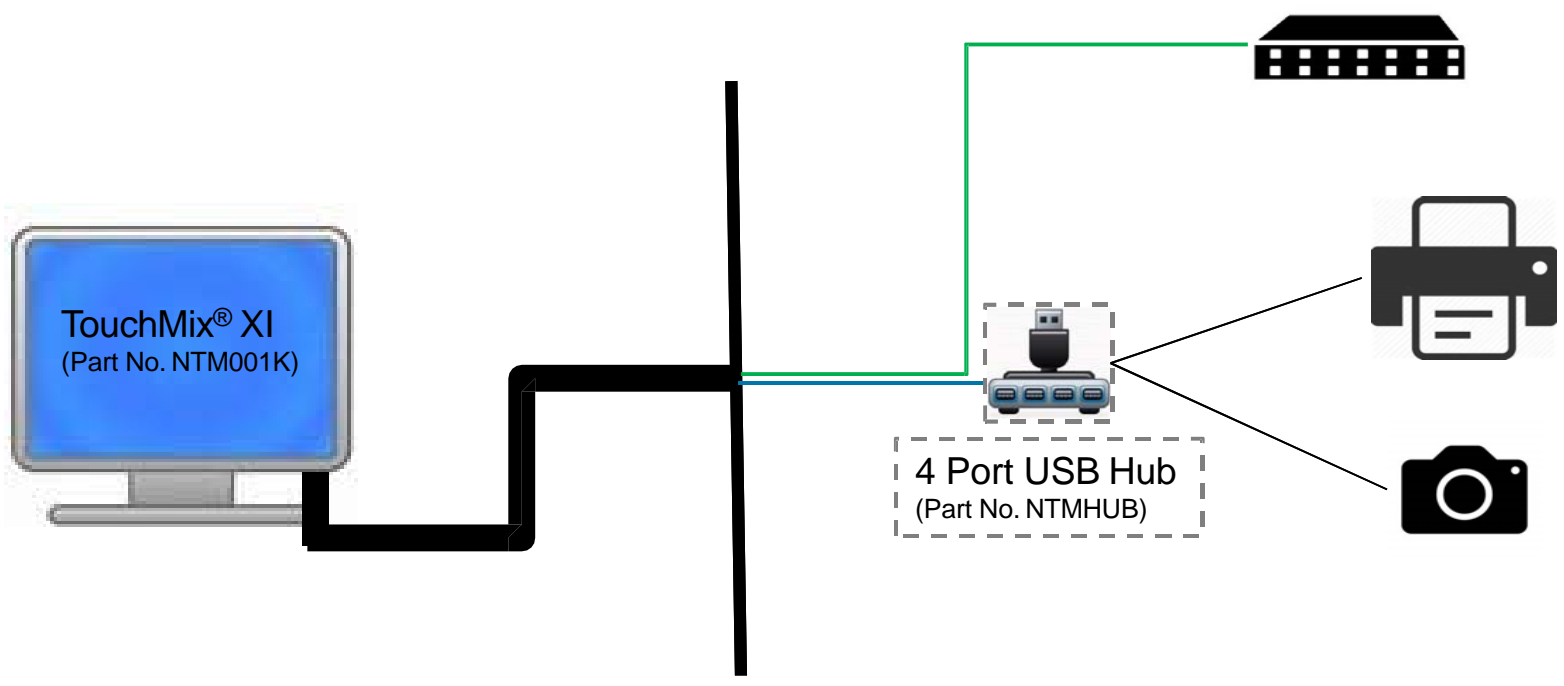 TouchMix® XI
(Part No. NTM001K)
4 Port USB Hub
(Part No. NTMHUB)